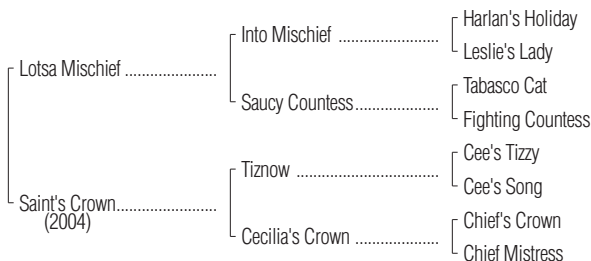 Harlan's Holiday
Into Mischief ........................
Leslie's Lady
Lotsa Mischief ......................
Tabasco Cat
Saucy Countess....................
Fighting Countess
Cee's Tizzy
Tiznow ..................................
Cee's Song
Saint's Crown........................
(2004)
Chief's Crown
Cecilia's Crown .....................
Chief Mistress